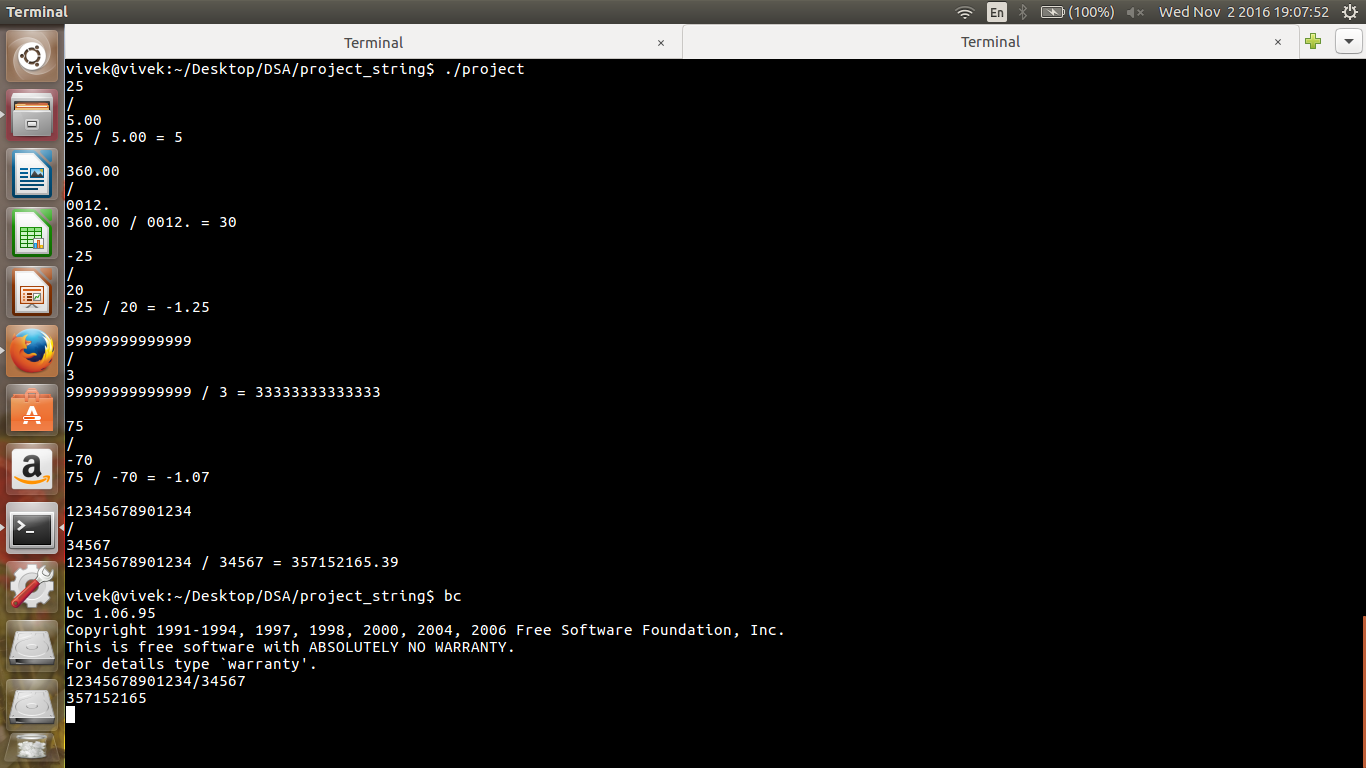 Terminal
En
(100%)
Wed Nov 2 2016 19:07:52
Terminal × Terminal ×
vivek@vivek:~/Desktop/DSA/project_string$ ./project
25
/
5.00
25 / 5.00 = 5
360.00
/
0012.
360.00 / 0012. = 30
-25
/
20
-25 / 20 = -1.25
99999999999999
/
3
99999999999999 / 3 = 33333333333333
75
/
-70
75 / -70 = -1.07
12345678901234
/
34567
12345678901234 / 34567 = 357152165.39
vivek@vivek:~/Desktop/DSA/project_string$ bc
bc 1.06.95
Copyright 1991-1994, 1997, 1998, 2000, 2004, 2006 Free Software Foundation, Inc.
This is free software with ABSOLUTELY NO WARRANTY.
For details type `warranty'.
12345678901234/34567
357152165